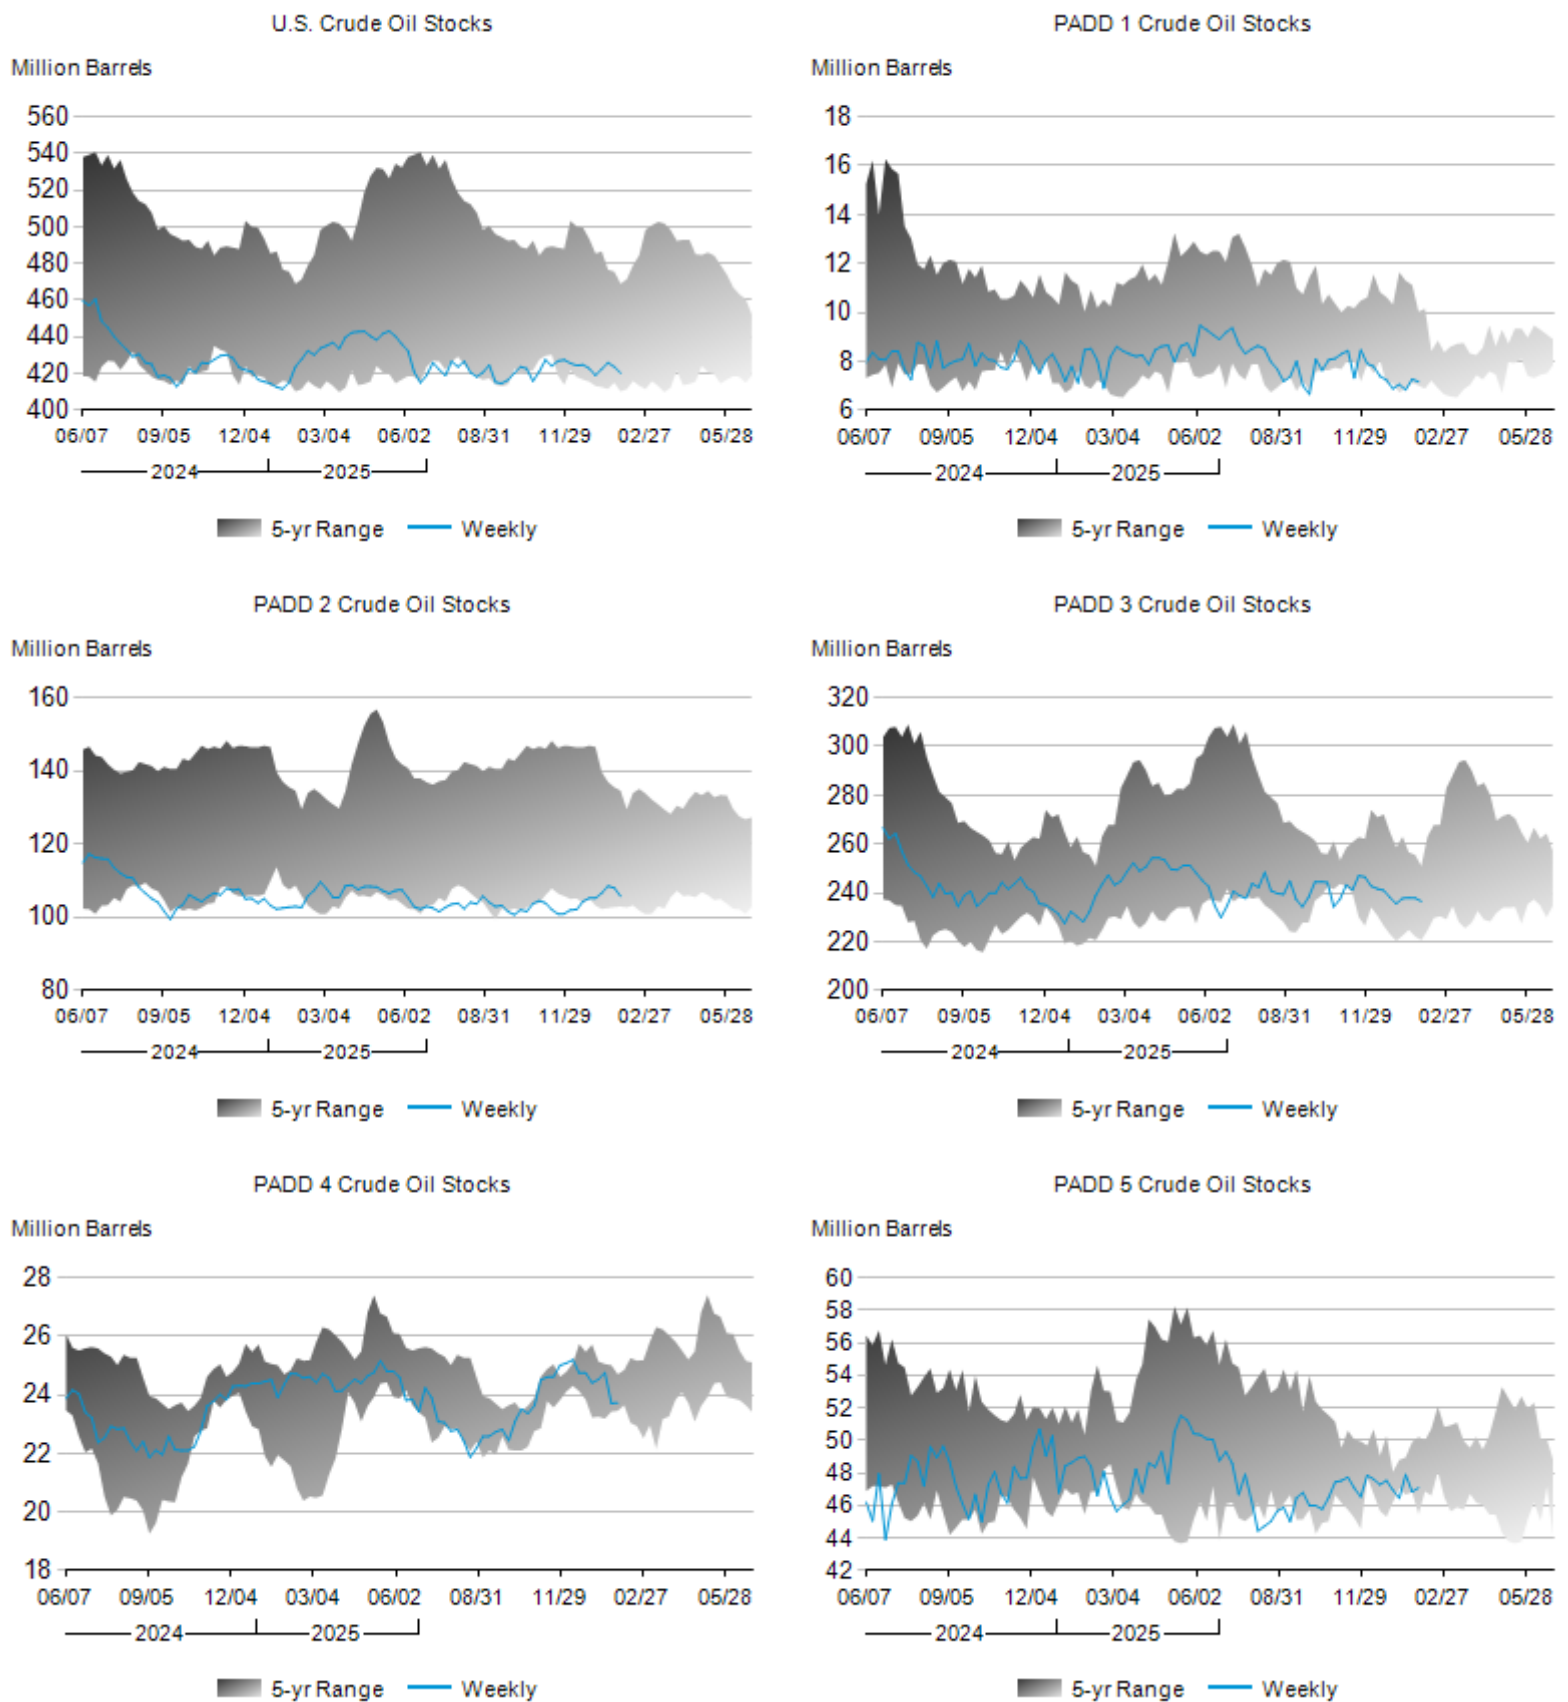 U.S. Crude Oil Stocks
Million Barrels
560
540
520
500
480
460
440
420
400
06/07 09/05 12/04 03/04 06/02 08/31 11/29 02/27 05/28
2024 2025
5-yr Range Weekly
PADD 1 Crude Oil Stocks
Million Barrels
18
16
14
12
10
8
6
06/07 09/05 12/04 03/04 06/02 08/31 11/29 02/27 05/28
2024 2025
5-yr Range Weekly
PADD 2 Crude Oil Stocks
Million Barrels
160
140
120
100
80
06/07 09/05 12/04 03/04 06/02 08/31 11/29 02/27 05/28
2024 2025
5-yr Range Weekly
PADD 3 Crude Oil Stocks
Million Barrels
320
300
280
260
240
220
200
06/07 09/05 12/04 03/04 06/02 08/31 11/29 02/27 05/28
2024 2025
5-yr Range Weekly
PADD 4 Crude Oil Stocks
Million Barrels
28
26
24
22
20
18
06/07 09/05 12/04 03/04 06/02 08/31 11/29 02/27 05/28
2024 2025
5-yr Range Weekly
PADD 5 Crude Oil Stocks
Million Barrels
60
58
56
54
52
50
48
46
44
42
06/07 09/05 12/04 03/04 06/02 08/31 11/29 02/27 05/28
2024 2025
5-yr Range Weekly